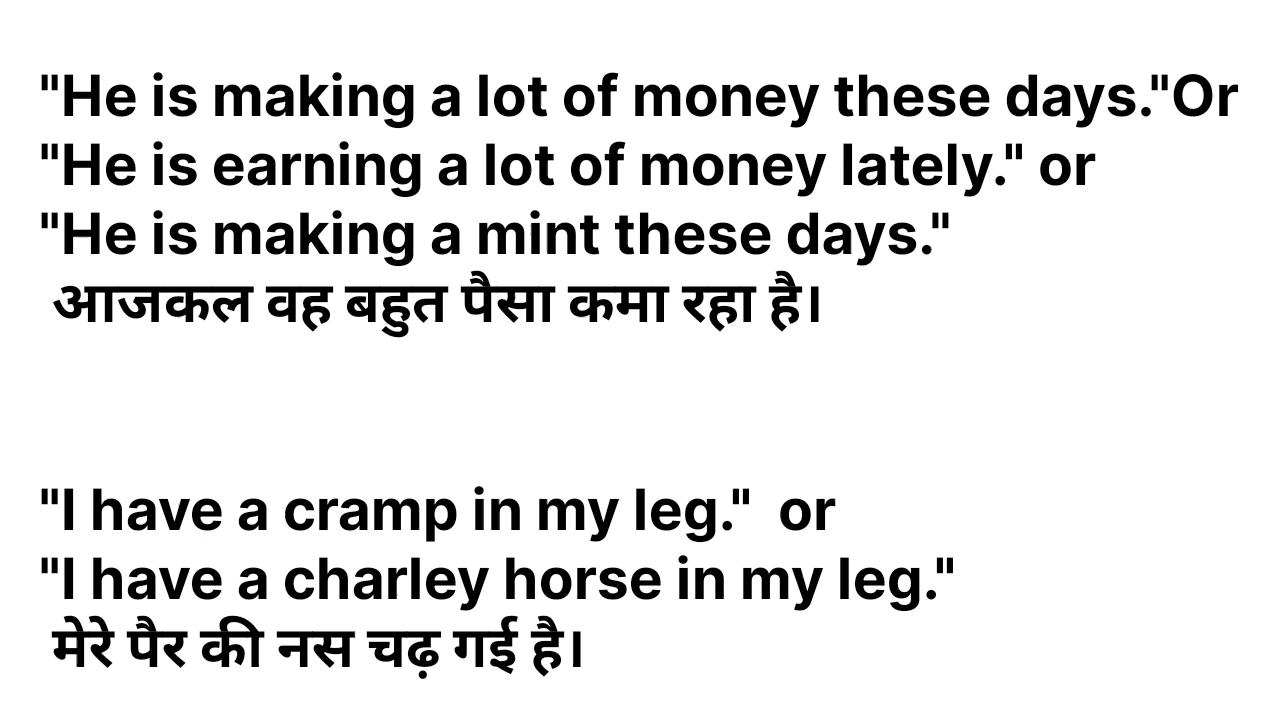 "He is making a lot of money these days."Or
"He is earning a lot of money lately." or
"He is making a mint these days."
आजकल वह बहुत पैसा कमा रहा है।
"I have a cramp in my leg."  or
"I have a charley horse in my leg."
मेरे पैर की नस चढ़ गई है।